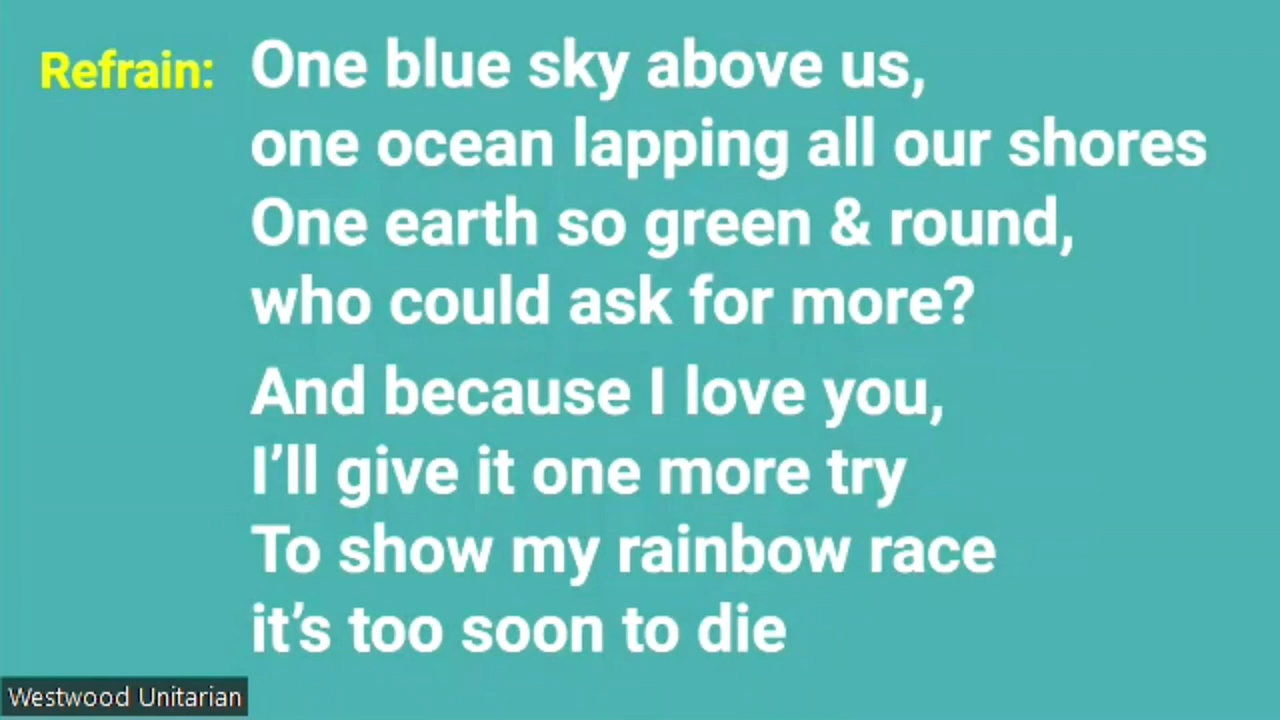 Refrain: One blue sky above us,
one ocean lapping all our shores
One earth so green & round,
who could ask for more?
And because I love you,
I’ll give it one more try
To show my rainbow race
it’s too soon to die
Westwood Unitarian